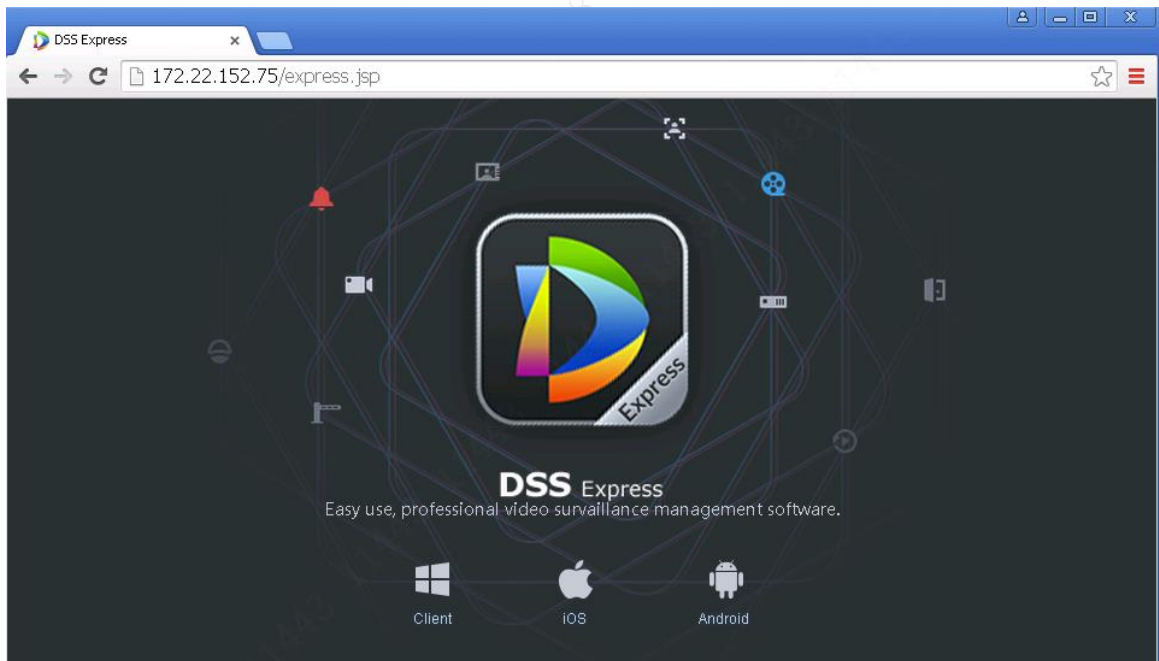 DSS Express
172.22.152.75/express.jsp
Express
DSS Express
Easy use, professional video survaillance management software.
Client
iOS
Android